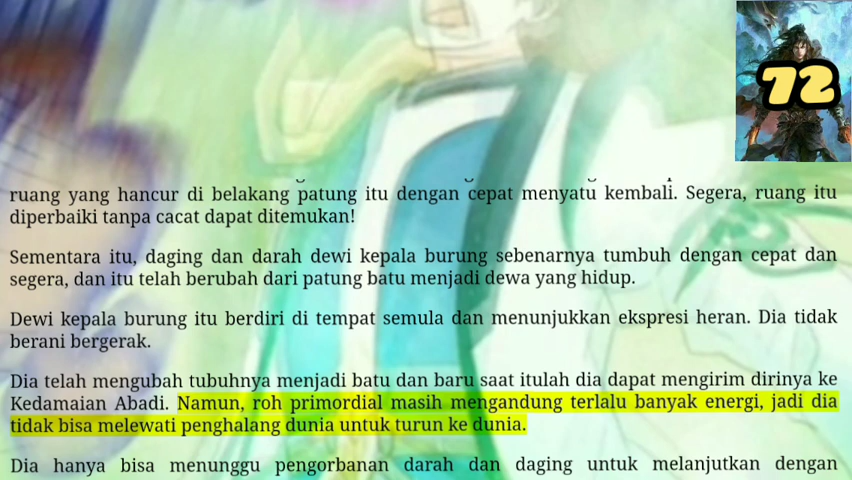 72
ruang yang hancur di belakang patung itu dengan cepat menyatu kembali. Segera, ruang itu
diperbaiki tanpa cacat dapat ditemukan!
Sementara itu, daging dan darah dewi kepala burung sebenarnya tumbuh dengan cepat dan
segera, dan itu telah berubah dari patung batu menjadi dewa yang hidup.
Dewi kepala burung itu berdiri di tempat semula dan menunjukkan ekspresi heran. Dia tidak
berani bergerak.
Dia telah mengubah tubuhnya menjadi batu dan baru saat itulah dia dapat mengirim dirinya ke
Kedamaian Abadi. Namun, roh primordial masih mengandung terlalu banyak energi, jadi dia
tidak bisa melewati penghalang dunia untuk turun ke dunia.
Dia hanya bisa menunggu pengorbanan darah dan daging untuk melanjutkan dengan